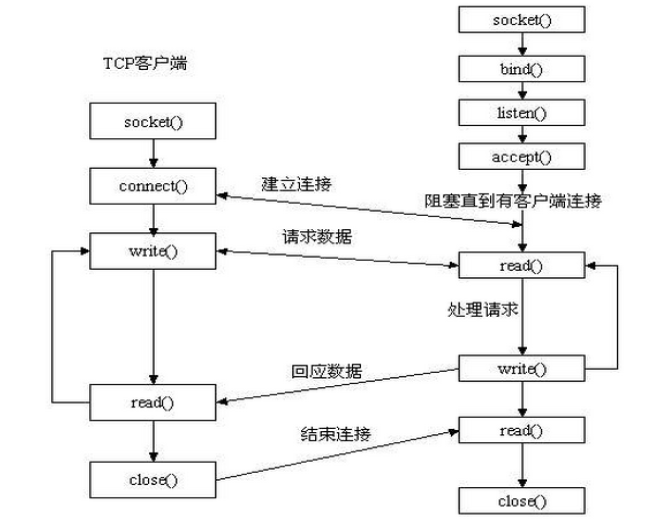 socket()
TCP客户端
bind()
listen()
socket()
accept()
connect()
建立连接
阻塞直到有客户端连接
请求数据
write()
read()
处理请求
回应数据
write()
read()
结束连接
read()
close()
close()